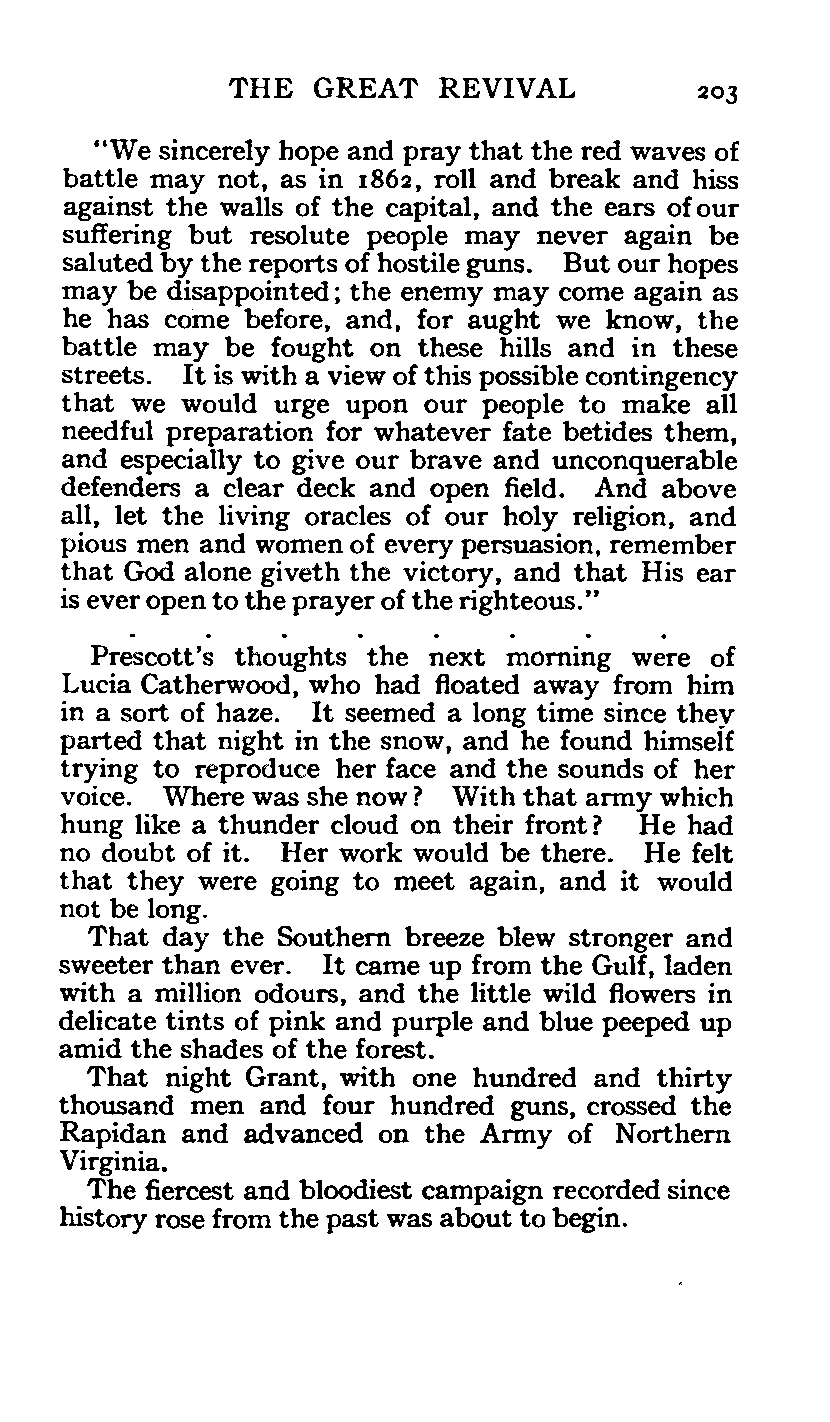 THE GREAT REVIVAL 203
"We sincerely hope and pray that the red waves of
battle may not, as in 1862, roll and break and hiss
against the walls of the capital, and the ears of our
suffering but resolute people may never again be
saluted by the reports of hostile guns. But our hopes
may be disappointed; the enemy may come again as
he has come before, and, for aught we know, the
battle may be fought on these hills and in these
streets. It is with a view of this possible contingency
that we would urge upon our people to make all
needful preparation for whatever fate betides them,
and especially to give our brave and unconquerable
defenders a clear deck and open field. And above
all, let the living oracles of our holy religion, and
pious men and women of every persuasion, remember
that God alone giveth the victory, and that His ear
is ever open to the prayer of the righteous."
. . . . . . . .
Prescott's thoughts the next morning were of
Lucia Catherwood, who had floated away from him
in a sort of haze. It seemed a long time since they
parted that night in the snow, and he found himself
trying to reproduce her face and the sounds of her
voice. Where was she now? With that army which
hung like a thunder cloud on their front? He had
no doubt of it. Her work would be there. He felt
that they were going to meet again, and it would
not be long.
That day the Southern breeze blew stronger and
sweeter than ever. It came up from the Gulf, laden
with a million odours, and the little wild flowers in
delicate tints of pink and purple and blue peeped up
amid the shades of the forest.
That night Grant, with one hundred and thirty
thousand men and four hundred guns, crossed the
Rapidan and advanced on the Army of Northern
Virginia.
The fiercest and bloodiest campaign recorded since
history rose from the past was about to begin.